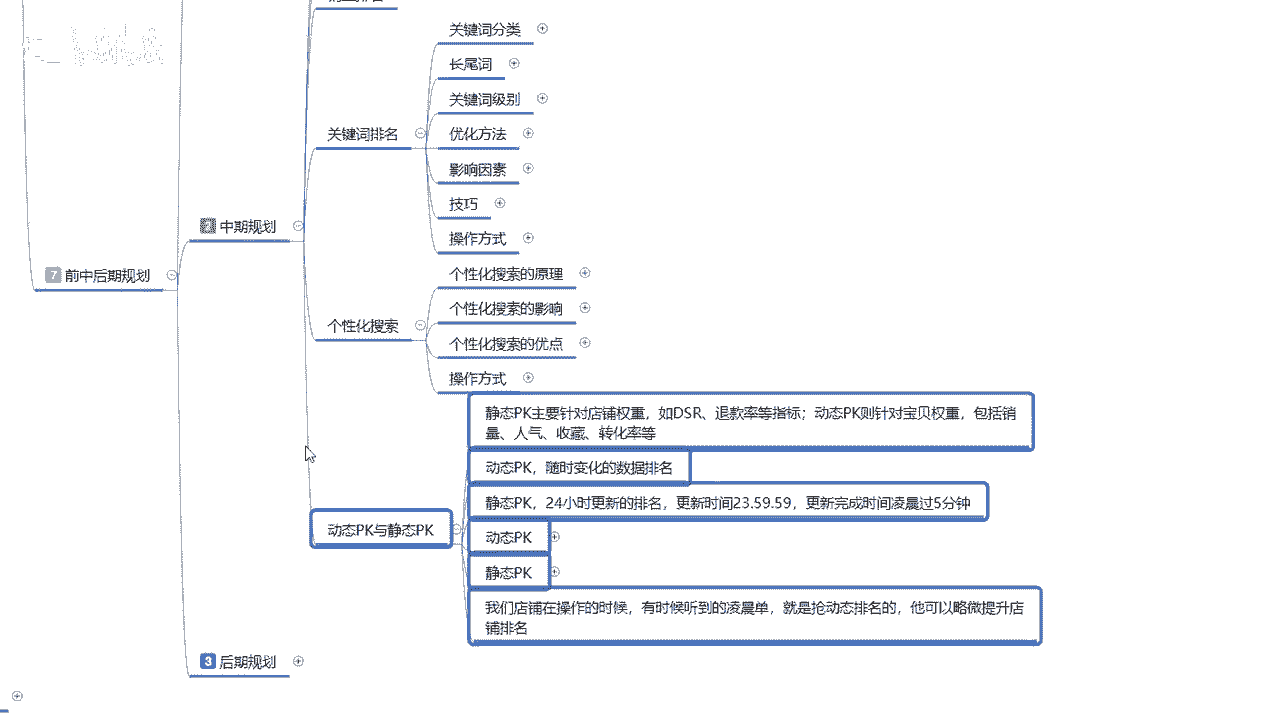 关键词分类
长尾词
关键词级别
关键词排名
优化方法
影响因素
技巧
操作方式
2 中期规划
7 前中后期规划
个性化搜索的原理
个性化搜索的影响
个性化搜索
个性化搜索的优点
操作方式
静态PK主要针对店铺权重，如DSR、退款率等指标；动态PK则针对宝贝权重，包括销
量、人气、收藏、转化率等
动态PK，随时变化的数据排名
静态PK，24小时更新的排名，更新时间23.59.59，更新完成时间凌晨过5分钟
动态PK与静态PK
动态PK
静态PK
我们店铺在操作的时候，有时候听到的凌晨单，就是抢动态排名的，他可以略微提升店
铺排名
3 后期规划